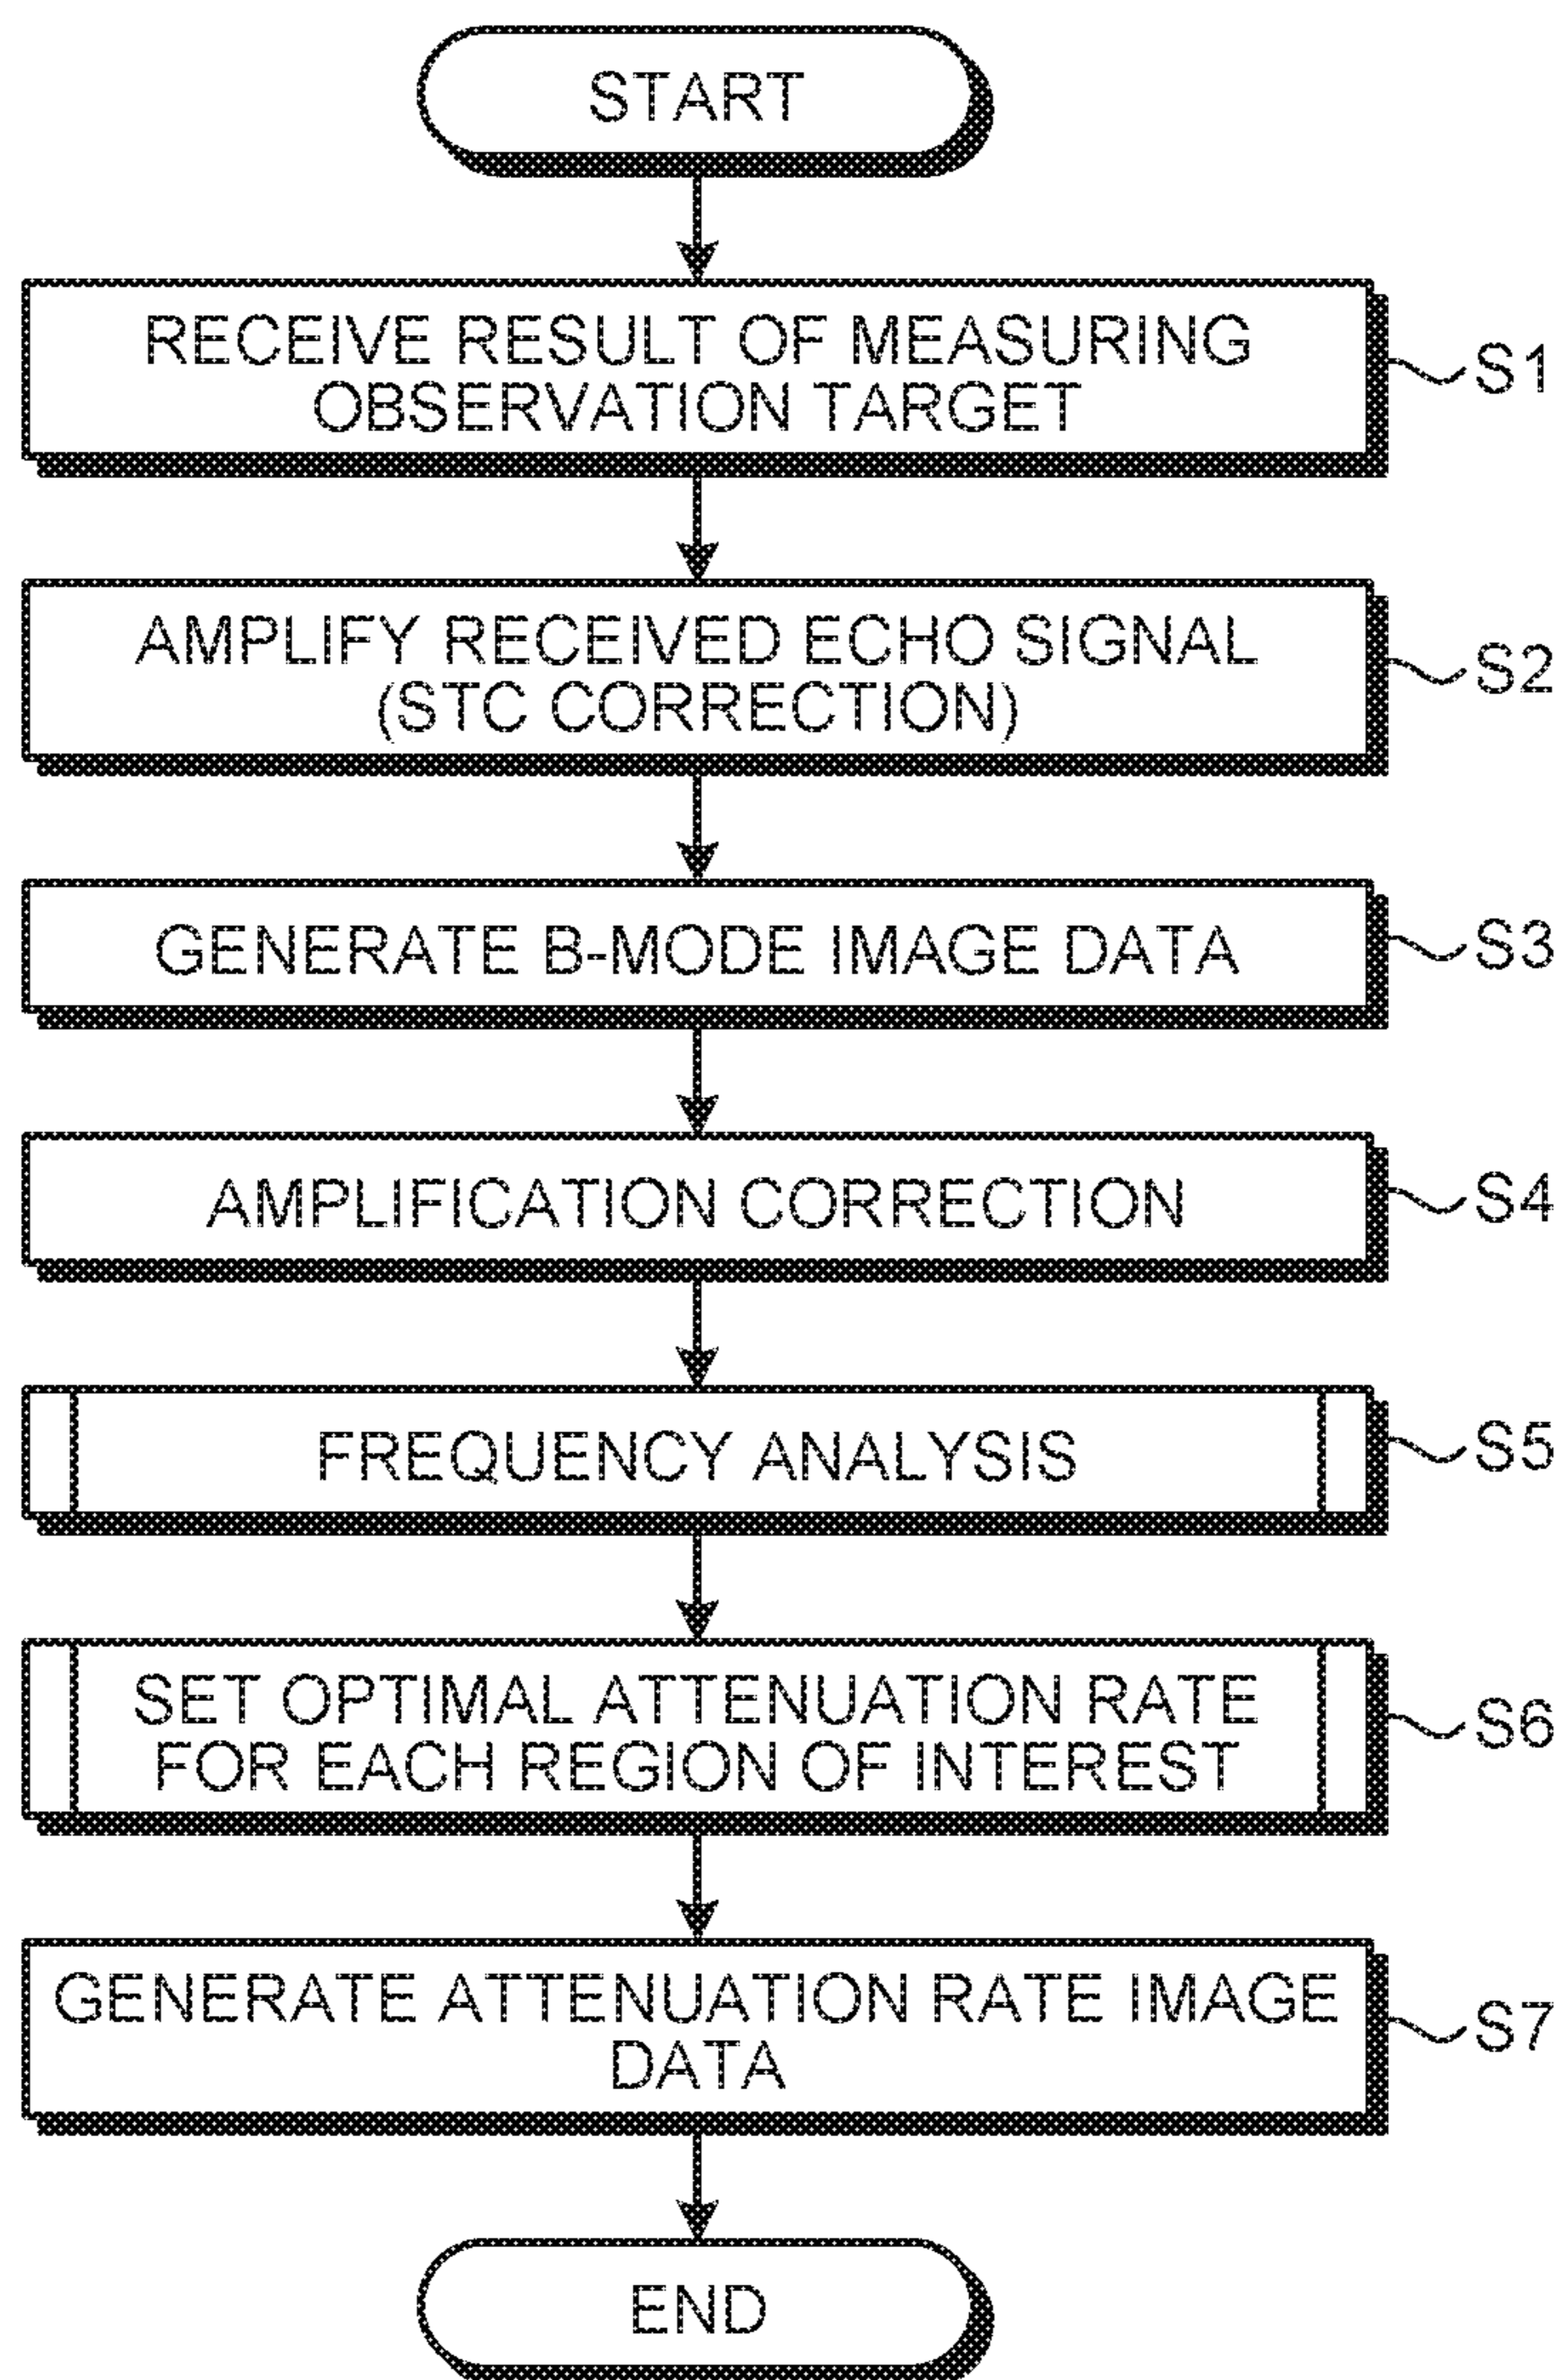 START
RECEIVE RESULT OF MEASURING
OBSERVATION TARGET
S1
AMPLIFY RECEIVED ECHO SIGNAL
(STC CORRECTION)
S2
GENERATE B-MODE IMAGE DATA
S3
AMPLIFICATION CORRECTION
S4
FREQUENCY ANALYSIS
S5
SET OPTIMAL ATTENUATION RATE
FOR EACH REGION OF INTEREST
S6
GENERATE ATTENUATION RATE IMAGE
DATA
S7
END